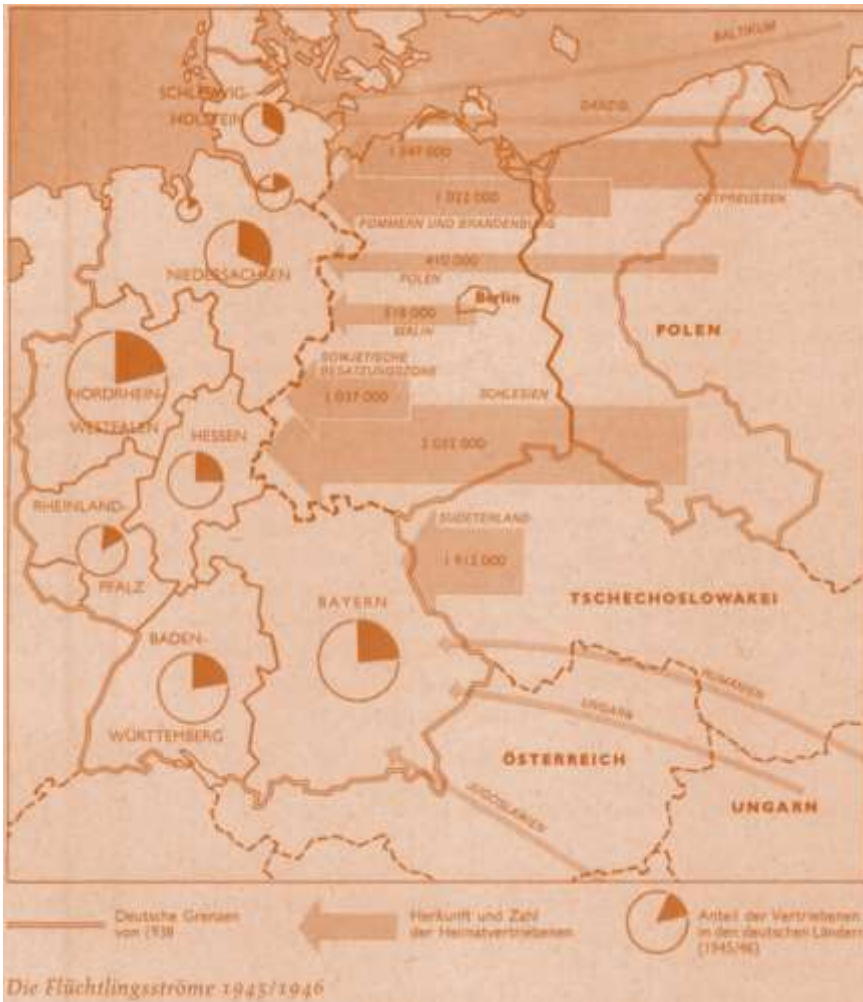 BALTIKUM
SCHLESWIG-
HOLSTEIN
DANZIG
1 347 000
1 022 000
OSTPREUSSEN
POMMERN UND BRANDENBURG
NIEDERSACHSEN
410 000
POLEN
Berlin
BERLIN
POLEN
SOWJETISCHE
BESATZUNGSZONE
1 037 000
SCHLESIEN
NORDRHEIN-
WESTFALEN
HESSEN
RHEINLAND-
PFALZ
SUDETENLAND
1 912 000
TSCHECHOSLOWAKEI
BAYERN
BADEN-
WÜRTTEMBERG
RUMÄNIEN
UNGARN
ÖSTERREICH
JUGOSLAWIEN
UNGARN
Deutsche Grenzen
von 1938
Herkunft und Zahl
der Heimatvertriebenen
Anteil der Vertriebenen
in den deutschen Ländern
(1945/46)
Die Flüchtlingsströme 1945/1946